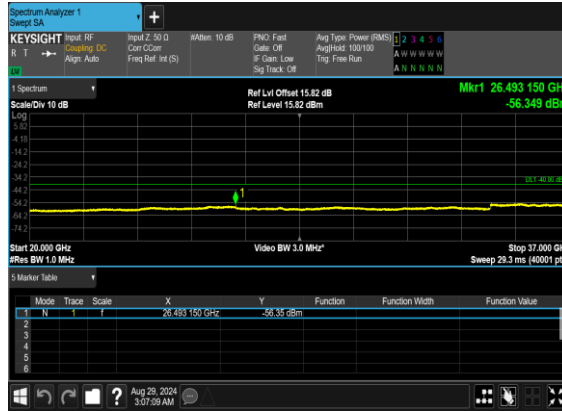 Spectrum Analyzer 1
Swept SA
+
KEYSIGHT Input: RF Input Z: 50 Ω #Atten: 10 dB PNO: Fast Avg Type: Power (RMS) 1 2 3 4 5 6
R T Coupling: DC Corr CCorr Gate: Off Avg|Hold: 100/100 A W W W W W
Align: Auto Freq Ref: Int (S) IF Gain: Low Trig: Free Run
Sig Track: Off A N N N N N
1 Spectrum Ref Lvl Offset 15.82 dB Mkr1 26.493 150 GH
Scale/Div 10 dB Ref Level 15.82 dBm -56.349 dB
Log
5.82
-4.18
-14.2
-24.2
-34.2
DL1 -40.00 d
-44.2
1
-54.2
-64.2
-74.2
Start 20.000 GHz Video BW 3.0 MHz* Stop 37.000 G
#Res BW 1.0 MHz Sweep 29.3 ms (40001 pt
5 Marker Table
Mode Trace Scale X Y Function Function Width Function Value
1 N 1 f 26.493 150 GHz -56.35 dBm
2
3
4
5
6
? Aug 29, 2024
3:07:09 AM